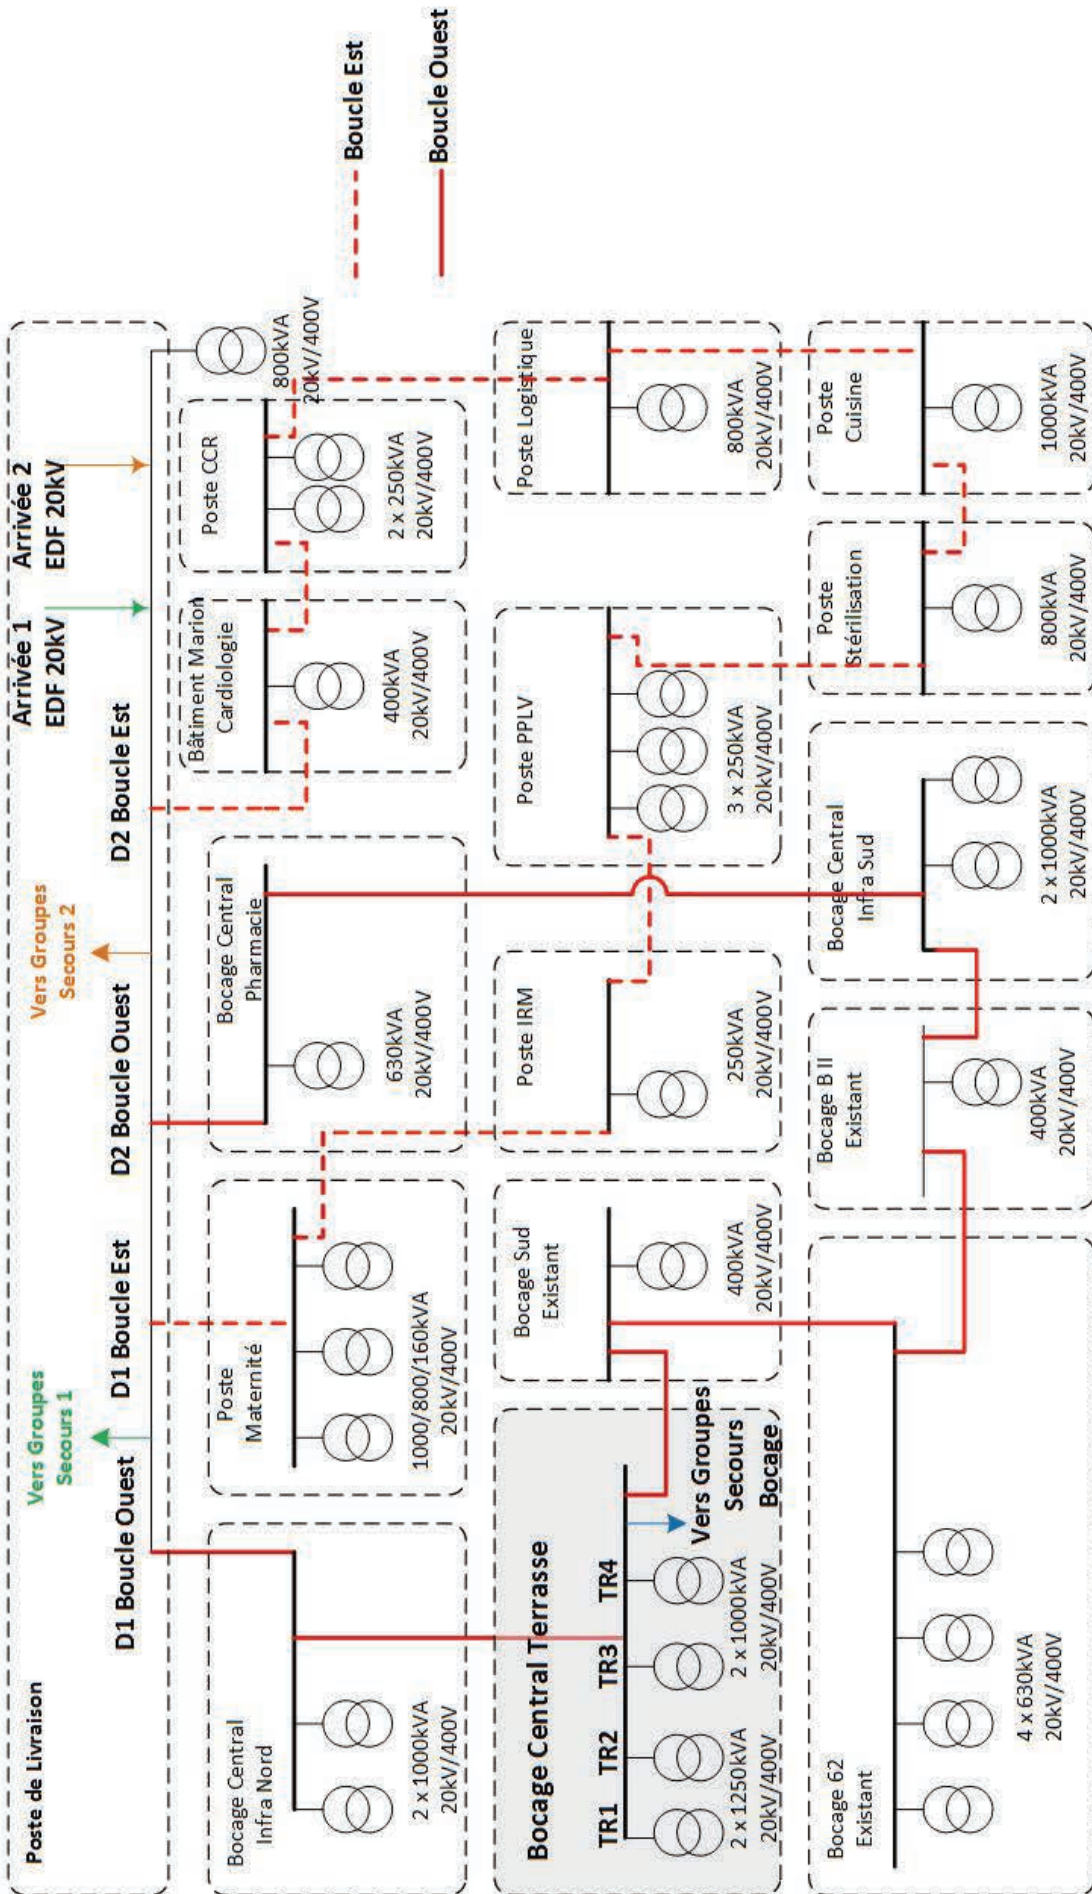 Poste de Livraison
D1 Boucle Ouest
Vers Groupes
Secours 1
D1 Boucle Est
D2 Boucle Ouest
Vers Groupes
Secours 2
D2 Boucle Est
Arrivée 1
EDF 20kV
Arrivée 2
EDF 20kV
800kVA
20kV/400V
Bocage Central
Infra Nord
2 x 1000kVA
20kV/400V
Poste
Maternité
1000/800/160kVA
20kV/400V
Bocage Central
Pharmacie
630kVA
20kV/400V
Bâtiment Marion
Cardiologie
400kVA
20kV/400V
Poste CCR
2 x 250kVA
20kV/400V
Boucle Est
Boucle Ouest
Bocage Central Terrasse
TR1
TR2
TR3
TR4
2 x 1250kVA
20kV/400V
2 x 1000kVA
20kV/400V
Vers Groupes
Secours
Bocage
Bocage Sud
Existant
400kVA
20kV/400V
Poste IRM
250kVA
20kV/400V
Poste PPLV
3 x 250kVA
20kV/400V
Poste Logistique
800kVA
20kV/400V
Bocage 62
Existant
4 x 630kVA
20kV/400V
Bocage B II
Existant
400kVA
20kV/400V
Bocage Central
Infra Sud
2 x 1000kVA
20kV/400V
Poste
Stérilisation
800kVA
20kV/400V
Poste
Cuisine
1000kVA
20kV/400V